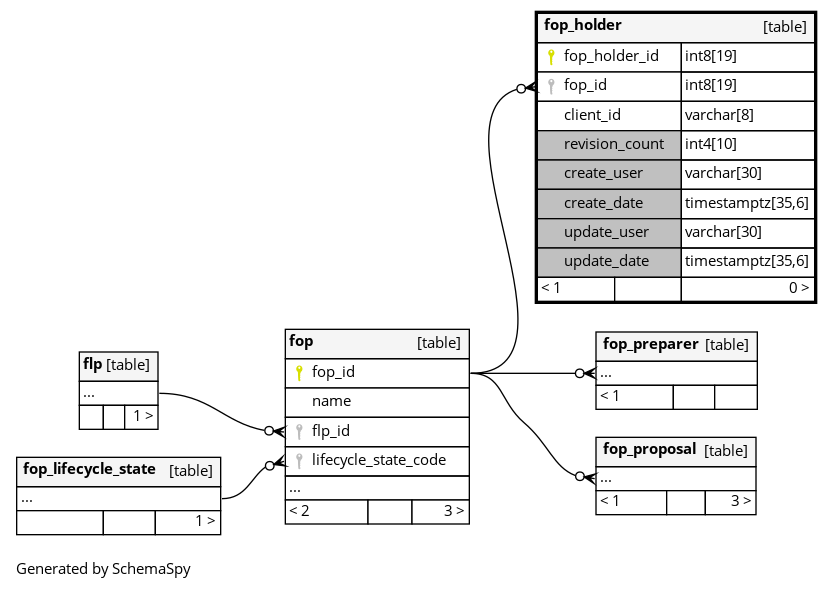 fop_holder [table]
fop_holder_id int8[19]
fop_id int8[19]
client_id varchar[8]
revision_count int4[10]
create_user varchar[30]
create_date timestamptz[35,6]
update_user varchar[30]
update_date timestamptz[35,6]
< 1 0 >
flp [table]
...
1 >
fop_lifecycle_state [table]
...
1 >
fop [table]
fop_id
name
flp_id
lifecycle_state_code
...
< 2 3 >
fop_preparer [table]
...
< 1
fop_proposal [table]
...
< 1 3 >
Generated by SchemaSpy